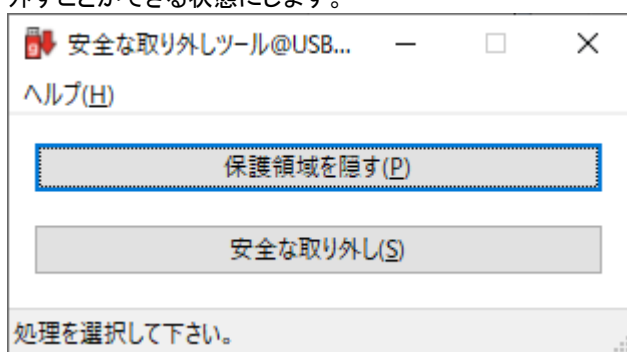 外すことができる状態にします。
安全な取り外しツール@USB...
ヘルプ(H)
保護領域を隠す(P)
安全な取り外し(S)
処理を選択して下さい。